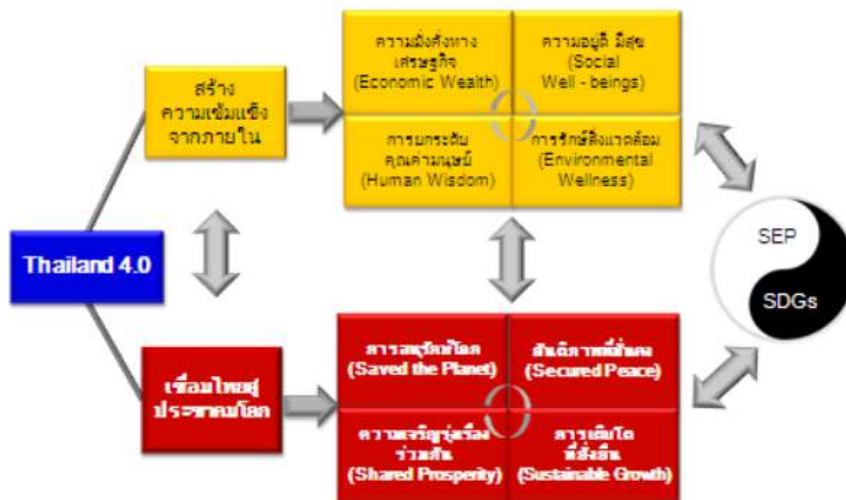 ความมั่งคั่งทาง
เศรษฐกิจ
(Economic Wealth)
ความอยู่ดี มีสุข
(Social
Well - beings)
สร้าง
ความเข้มแข็ง
จากภายใน
การยกระดับ
คุณค่ามนุษย์
(Human Wisdom)
การรักษ์สิ่งแวดล้อม
(Environmental
Wellness)
Thailand 4.0
SEP
SDGs
เชื่อมไทยสู่
ประชาคมโลก
การอนุรักษ์โลก
(Saved the Planet)
สันติภาพที่มั่นคง
(Secured Peace)
ความเจริญรุ่งเรือง
ร่วมกัน
(Shared Prosperity)
การเติบโต
ที่ยั่งยืน
(Sustainable Growth)